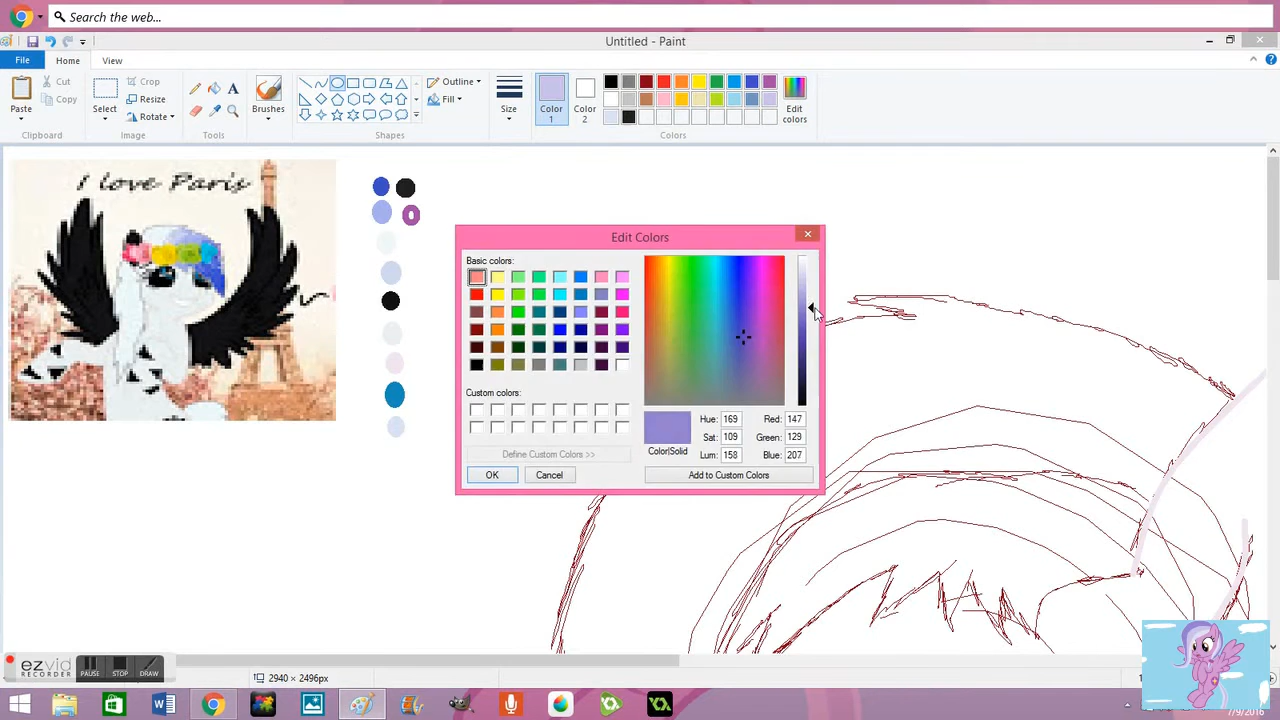 Search the web...
Untitled - Paint
File
Home
View
Paste
Cut
Copy
Select
Crop
Resize
Rotate
A
Brushes
Outline
Fill
Size
Color
1
Color
2
Edit
colors
Clipboard
Image
Tools
Shapes
Colors
I love Paris
Edit Colors
Basic colors:
Custom colors:
Define Custom Colors >>
OK
Cancel
Color|Solid
Hue: 169
Sat: 109
Lum: 158
Red: 147
Green: 129
Blue: 207
Add to Custom Colors
ezvid
RECORDER
PAUSE
STOP
DRAW
2940 × 2496px
7/9/2016